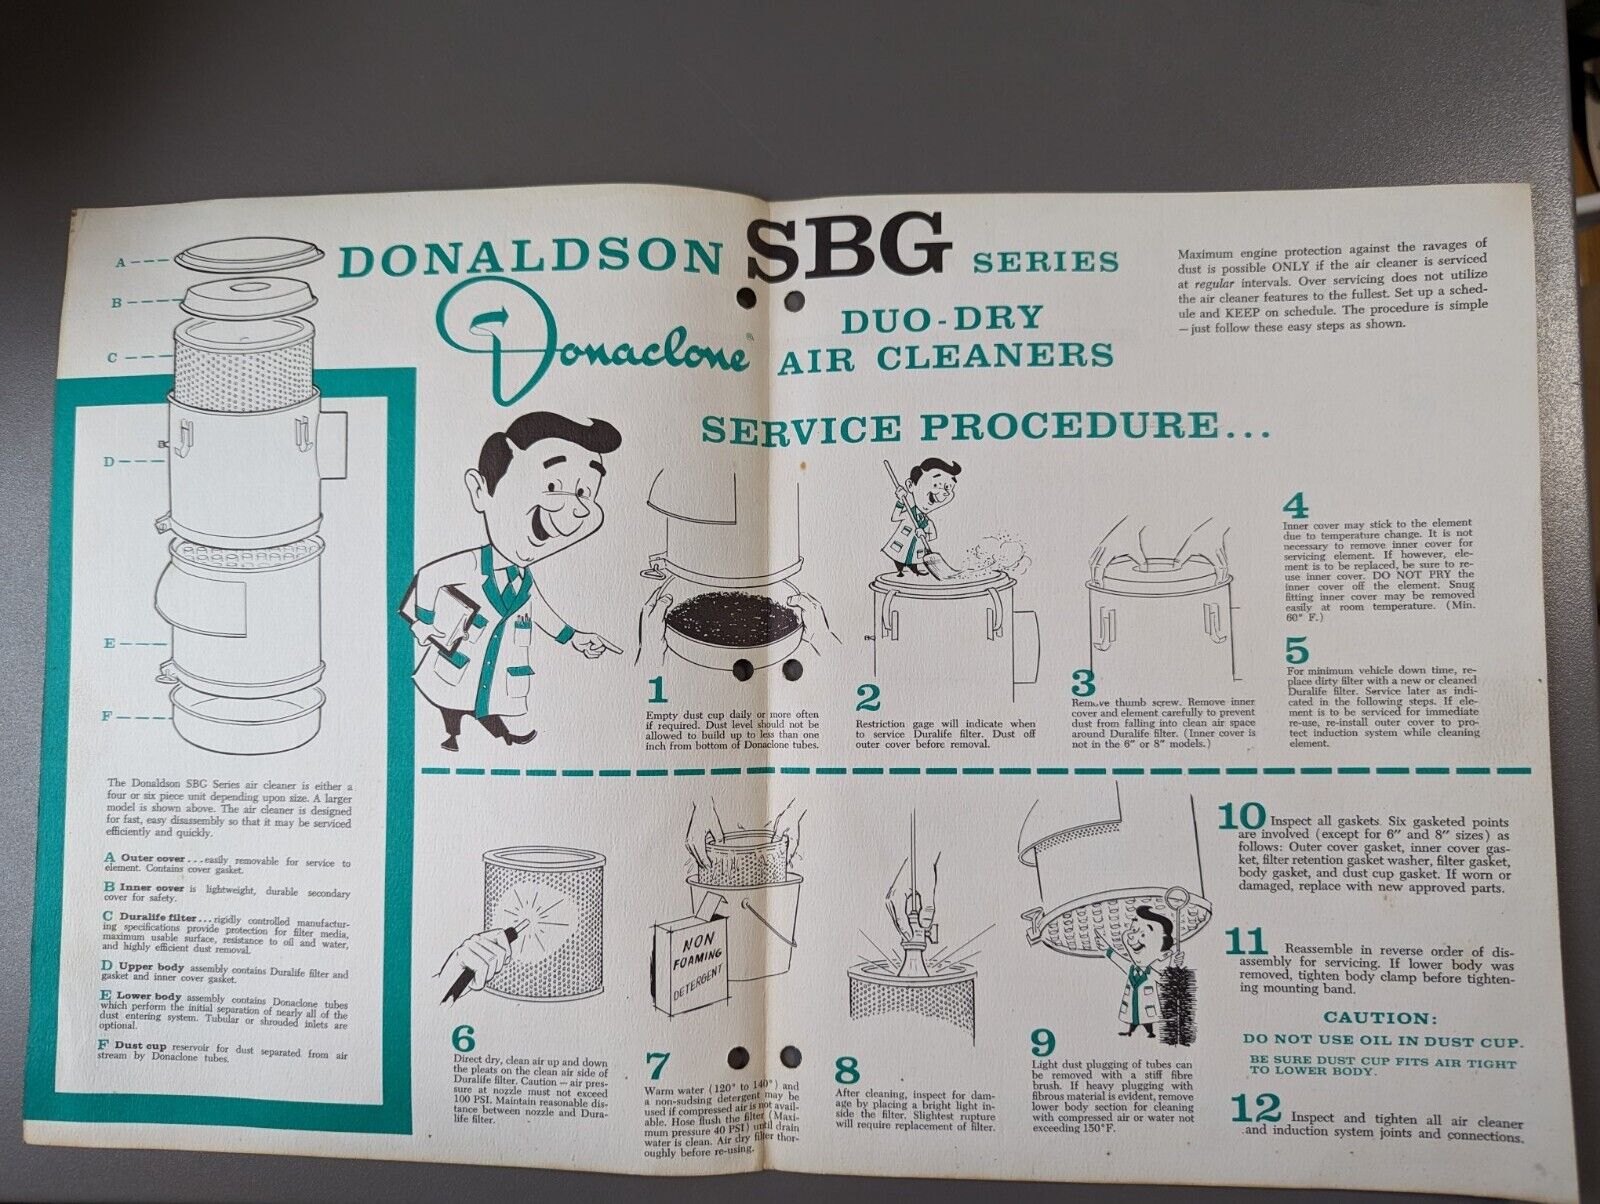 DONALDSON SBG SERIES
Donaclone®
DUO-DRY
AIR CLEANERS
SERVICE PROCEDURE...
Maximum engine protection against the ravages of
dust is possible ONLY if the air cleaner is serviced
at regular intervals. Over servicing does not utilize
the air cleaner features to the fullest. Set up a sched-
ule and KEEP on schedule. The procedure is simple
—just follow these easy steps as shown.
A
B
C
D
E
F
The Donaldson SBG Series air cleaner is either a
four or six piece unit depending upon size. A larger
model is shown above. The air cleaner is designed
for fast, easy disassembly so that it may be serviced
efficiently and quickly.
A Outer cover...easily removable for service to
element. Contains cover gasket.
B Inner cover is lightweight, durable secondary
cover for safety.
C Duralife filter...rigidly controlled manufactur-
ing specifications provide protection for filter media,
maximum usable surface, resistance to oil and water,
and highly efficient dust removal.
D Upper body assembly contains Duralife filter and
gasket and inner cover gasket.
E Lower body assembly contains Donaclone tubes
which perform the initial separation of nearly all of the
dust entering system. Tubular or shrouded inlets are
optional.
F Dust cup reservoir for dust separated from air
stream by Donaclone tubes.
1
Empty dust cup daily or more often
if required. Dust level should not be
allowed to build up to less than one
inch from bottom of Donaclone tubes.
2
Restriction gage will indicate when
to service Duralife filter. Dust off
outer cover before removal.
3
Remove thumb screw. Remove inner
cover and element carefully to prevent
dust from falling into clean air space
around Duralife filter. (Inner cover is
not in the 6" or 8" models.)
4
Inner cover may stick to the element
due to temperature change. It is not
necessary to remove inner cover for
servicing element. If however, ele-
ment is to be replaced, be sure to re-
use inner cover. DO NOT PRY the
inner cover off the element. Snug
fitting inner cover may be removed
easily at room temperature. (Min.
60° F.)
5
For minimum vehicle down time, re-
place dirty filter with a new or cleaned
Duralife filter. Service later as indi-
cated in the following steps. If ele-
ment is to be serviced for immediate
re-use, re-install outer cover to pro-
tect induction system while cleaning
element.
6
Direct dry, clean air up and down
the pleats on the clean air side of
Duralife filter. Caution — air pres-
sure at nozzle must not exceed
100 PSI. Maintain reasonable dis-
tance between nozzle and Dura-
life filter.
NON
FOAMING
DETERGENT
7
Warm water (120° to 140°) and
a non-sudsing detergent may be
used if compressed air is not avail-
able. Hose flush the filter (Maxi-
mum pressure 40 PSI) until drain
water is clean. Air dry filter thor-
oughly before re-using.
8
After cleaning, inspect for dam-
age by placing a bright light in-
side the filter. Slightest rupture
will require replacement of filter.
9
Light dust plugging of tubes can
be removed with a stiff fibre
brush. If heavy plugging with
fibrous material is evident, remove
lower body section for cleaning
with compressed air or water not
exceeding 150°F.
10 Inspect all gaskets. Six gasketed points
are involved (except for 6" and 8" sizes) as
follows: Outer cover gasket, inner cover gas-
ket, filter retention gasket washer, filter gasket,
body gasket, and dust cup gasket. If worn or
damaged, replace with new approved parts.
11 Reassemble in reverse order of dis-
assembly for servicing. If lower body was
removed, tighten body clamp before tighten-
ing mounting band.
CAUTION:
DO NOT USE OIL IN DUST CUP.
BE SURE DUST CUP FITS AIR TIGHT
TO LOWER BODY.
12 Inspect and tighten all air cleaner
and induction system joints and connections.